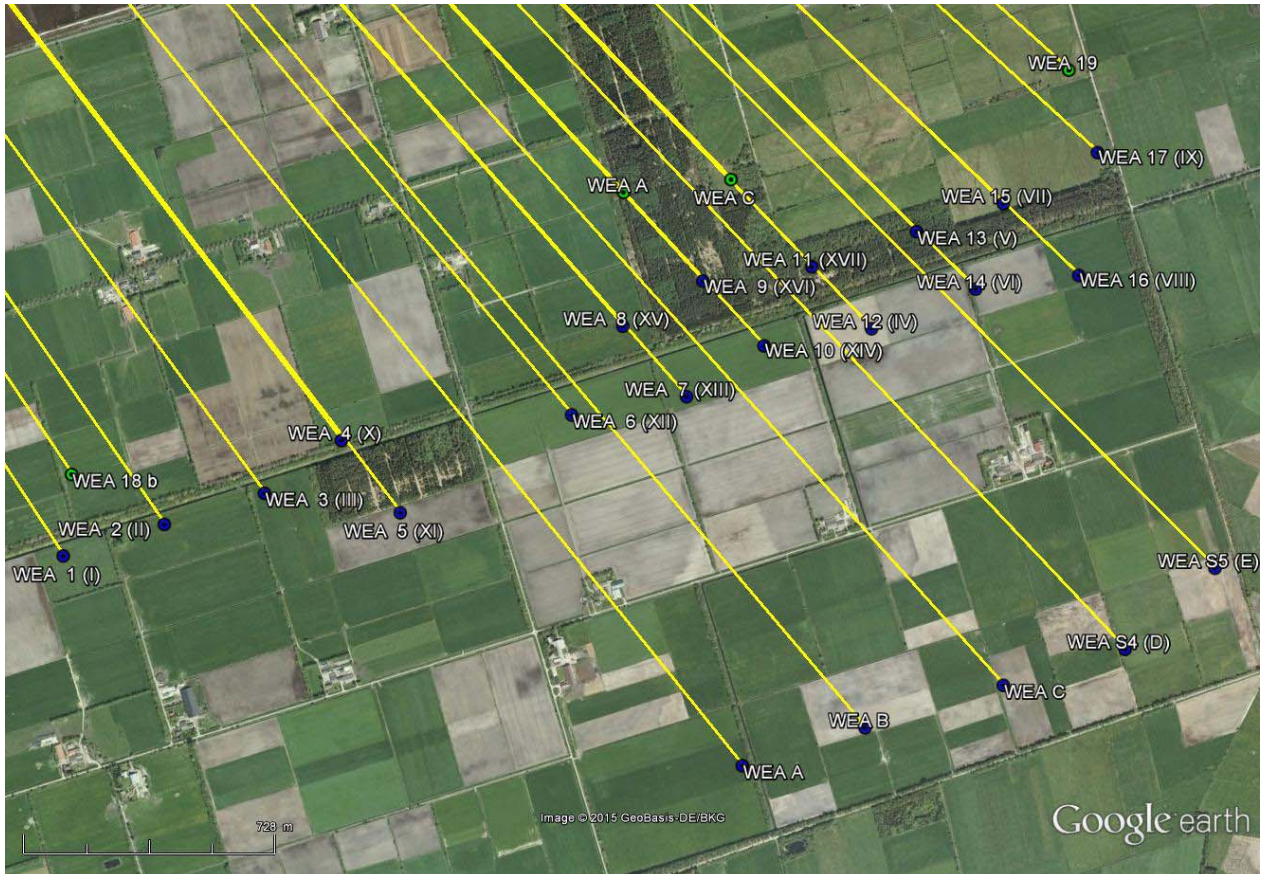 WEA 19
WEA 17 (IX)
WEA A
WEA C
WEA 15 (VII)
WEA 13 (V)
WEA 11 (XVII)
WEA 16 (VIII)
WEA 9 (XVI)
WEA 14 (VI)
WEA 8 (XV)
WEA 12 (IV)
WEA 10 (XIV)
WEA 7 (XIII)
WEA 6 (XII)
WEA 4 (X)
WEA 18 b
WEA 3 (III)
WEA 2 (II)
WEA 5 (XI)
WEA 1 (I)
WEA S5 (E)
WEA S4 (D)
WEA C
WEA B
WEA A
728 m
Image © 2015 GeoBasis-DE/BKG
Google earth